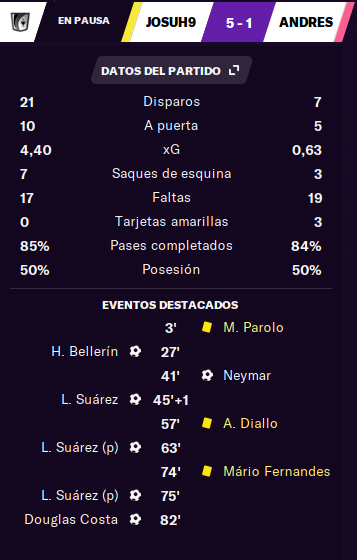 EN PAUSA JOSUH9 5 - 1 ANDRES
DATOS DEL PARTIDO
21 Disparos 7
10 A puerta 5
4,40 xG 0,63
7 Saques de esquina 3
17 Faltas 19
0 Tarjetas amarillas 3
85% Pases completados 84%
50% Posesión 50%
EVENTOS DESTACADOS
3' M. Parolo
H. Bellerín 27'
41' Neymar
L. Suárez 45'+1
57' A. Diallo
L. Suárez (p) 63'
74' Mário Fernandes
L. Suárez (p) 75'
Douglas Costa 82'